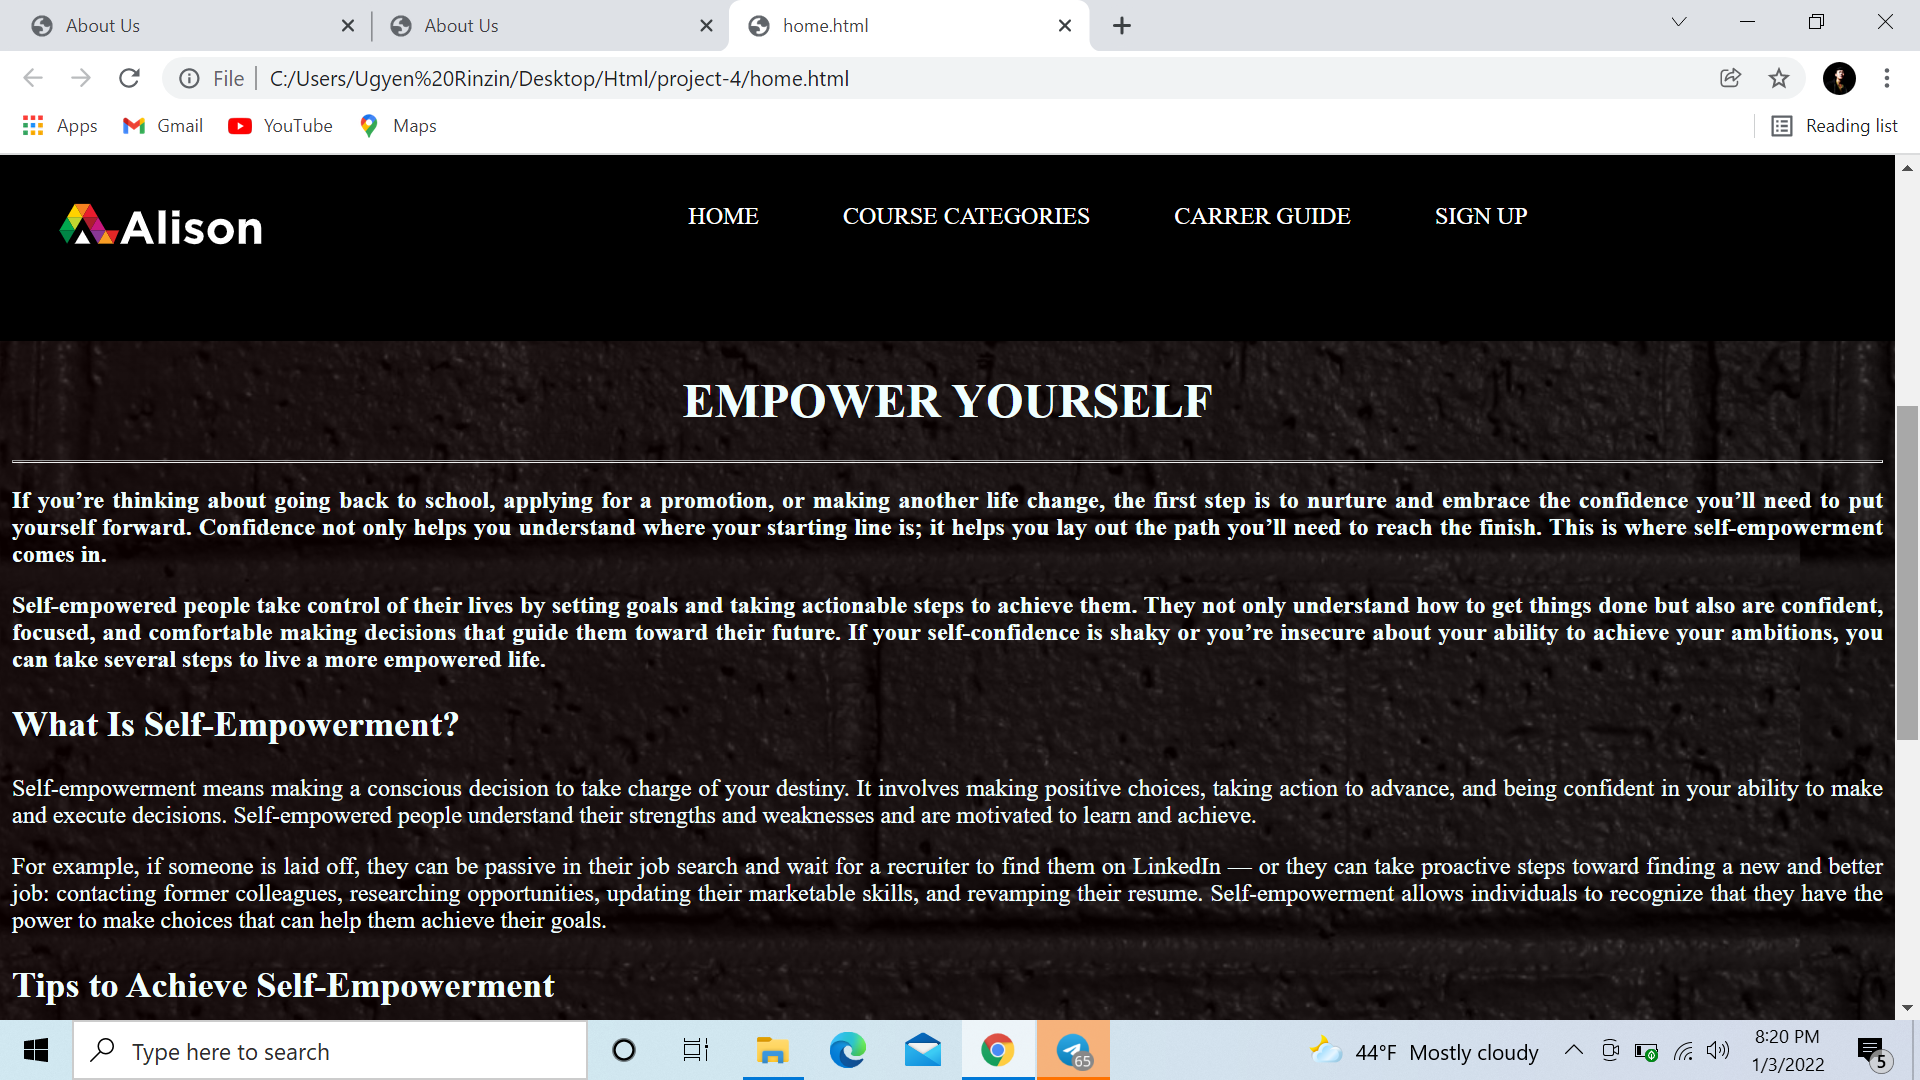 About Us
About Us
home.html
File
C:/Users/Ugyen%20Rinzin/Desktop/Html/project-4/home.html
Apps
Gmail
YouTube
Maps
Reading list
Alison
HOME
COURSE CATEGORIES
CARRER GUIDE
SIGN UP
EMPOWER YOURSELF
If you’re thinking about going back to school, applying for a promotion, or making another life change, the first step is to nurture and embrace the confidence you’ll need to put
yourself forward. Confidence not only helps you understand where your starting line is; it helps you lay out the path you’ll need to reach the finish. This is where self-empowerment
comes in.
Self-empowered people take control of their lives by setting goals and taking actionable steps to achieve them. They not only understand how to get things done but also are confident,
focused, and comfortable making decisions that guide them toward their future. If your self-confidence is shaky or you’re insecure about your ability to achieve your ambitions, you
can take several steps to live a more empowered life.
What Is Self-Empowerment?
Self-empowerment means making a conscious decision to take charge of your destiny. It involves making positive choices, taking action to advance, and being confident in your ability to make
and execute decisions. Self-empowered people understand their strengths and weaknesses and are motivated to learn and achieve.
For example, if someone is laid off, they can be passive in their job search and wait for a recruiter to find them on LinkedIn — or they can take proactive steps toward finding a new and better
job: contacting former colleagues, researching opportunities, updating their marketable skills, and revamping their resume. Self-empowerment allows individuals to recognize that they have the
power to make choices that can help them achieve their goals.
Tips to Achieve Self-Empowerment
Type here to search
65
44°F Mostly cloudy
8:20 PM
1/3/2022
5